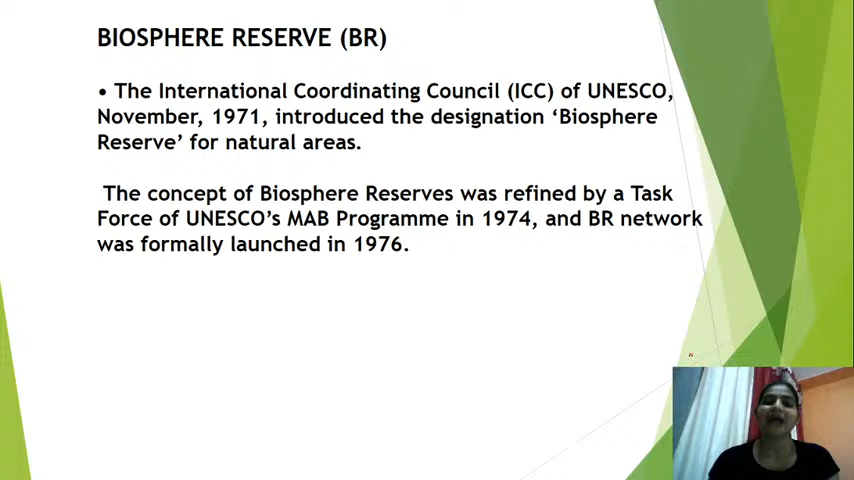 BIOSPHERE RESERVE (BR)
• The International Coordinating Council (ICC) of UNESCO,
November, 1971, introduced the designation ‘Biosphere
Reserve’ for natural areas.
The concept of Biosphere Reserves was refined by a Task
Force of UNESCO’s MAB Programme in 1974, and BR network
was formally launched in 1976.